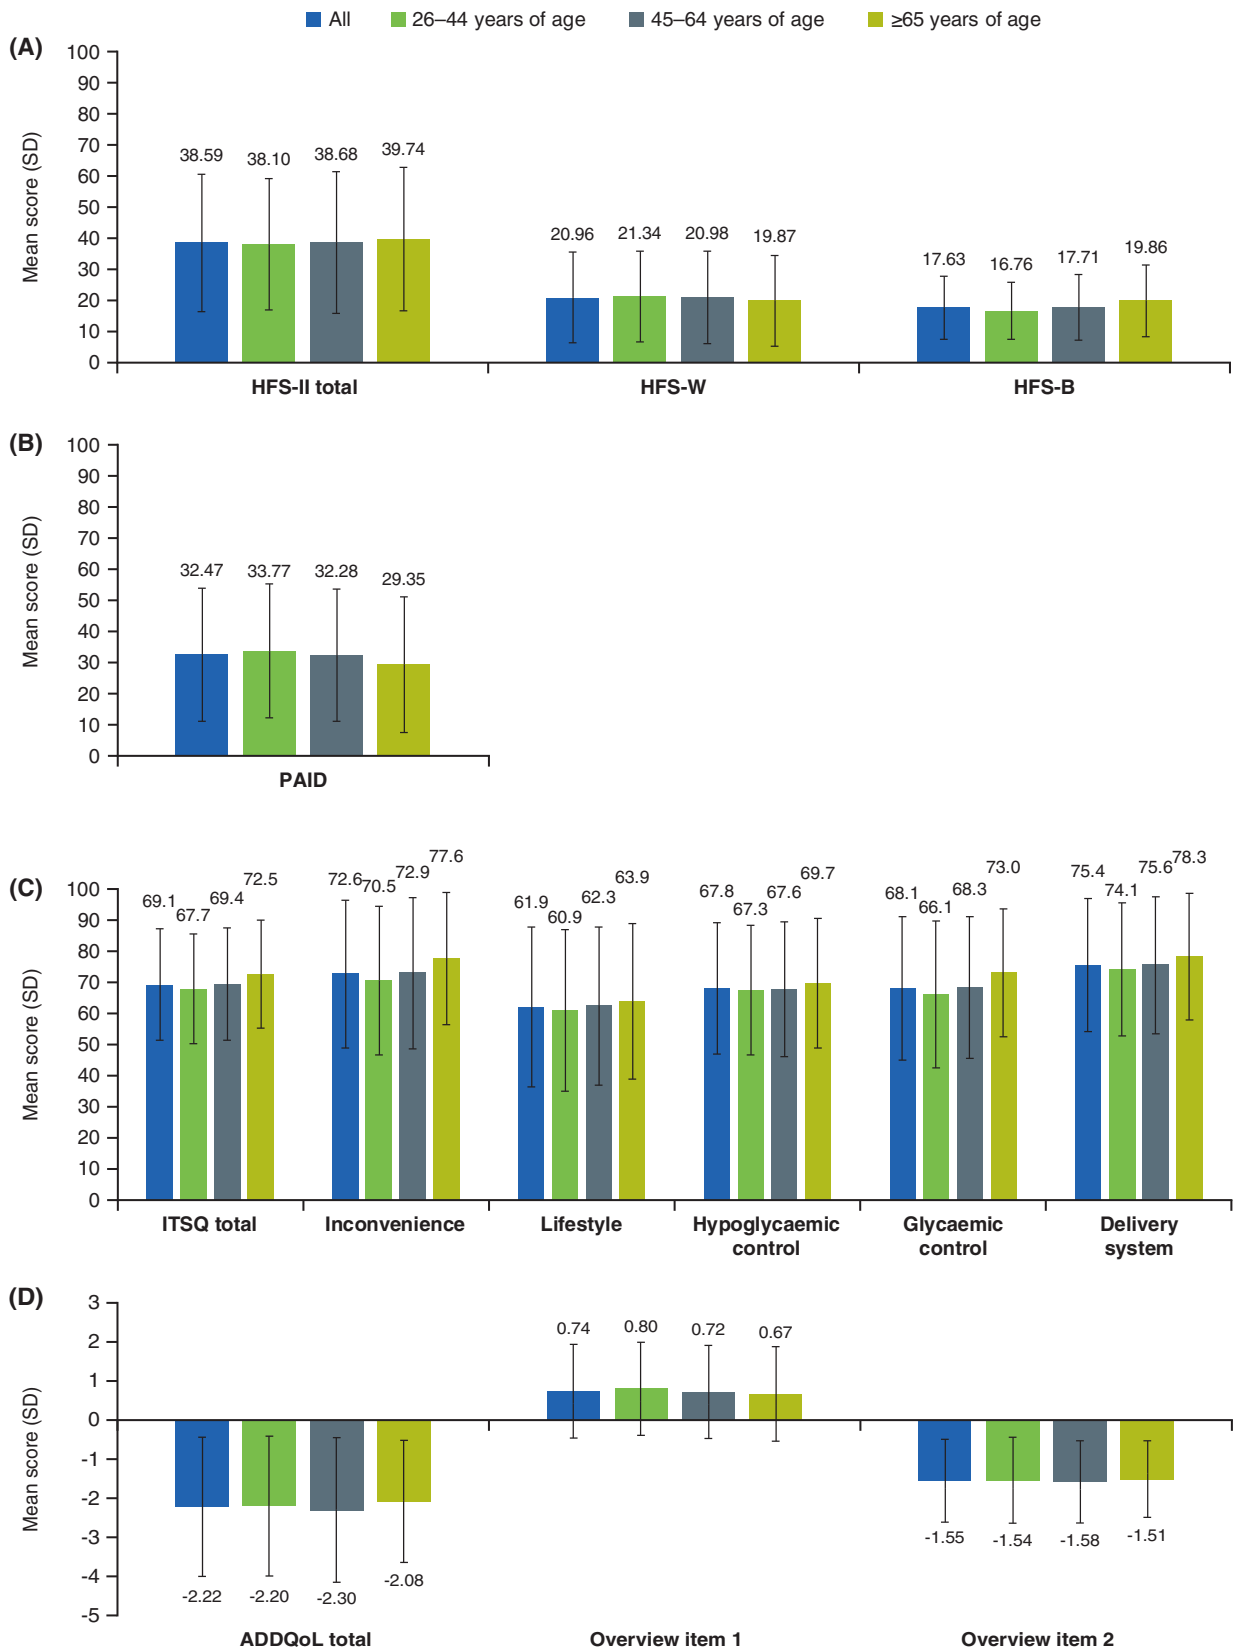 All 26–44 years of age 45–64 years of age ≥65 years of age
(A)
Mean score (SD)
100
90
80
70
60
50
40
30
20
10
0
38.59 38.10 38.68 39.74
20.96 21.34 20.98 19.87
17.63 16.76 17.71 19.86
HFS-II total HFS-W HFS-B
(B)
Mean score (SD)
100
90
80
70
60
50
40
30
20
10
0
32.47 33.77 32.28 29.35
PAID
(C)
Mean score (SD)
100
90
80
70
60
50
40
30
20
10
0
69.1 67.7 69.4 72.5
72.6 70.5 72.9 77.6
61.9 60.9 62.3 63.9
67.8 67.3 67.6 69.7
68.1 66.1 68.3 73.0
75.4 74.1 75.6 78.3
ITSQ total Inconvenience Lifestyle Hypoglycaemic Glycaemic Delivery
control control system
(D)
Mean score (SD)
3
2
1
0
-1
-2
-3
-4
-5
-2.22 -2.20 -2.30 -2.08
0.74 0.80 0.72 0.67
-1.55 -1.54 -1.58 -1.51
ADDQoL total Overview item 1 Overview item 2